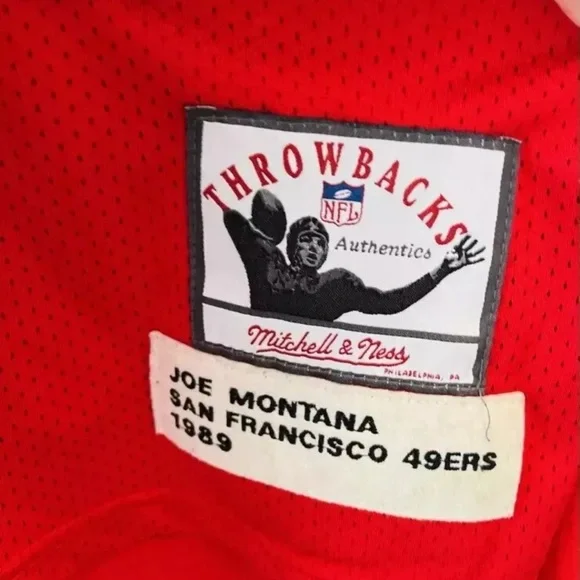 THROWBACKS
NFL
Authentics
Mitchell & Ness
PHILADELPHIA, PA
JOE MONTANA
SAN FRANCISCO 49ERS
1989